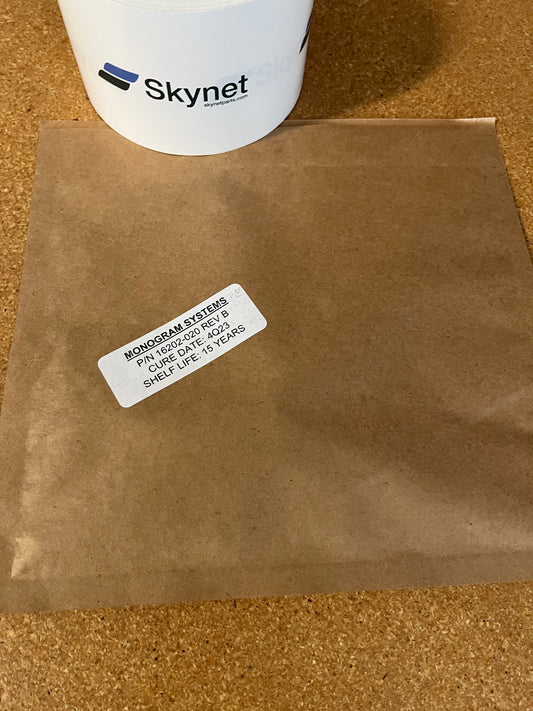 Skynet
skynetparts.com
MONOGRAM SYSTEMS
P/N 16202-020 REV B
CURE DATE: 4Q23
SHELF LIFE: 15 YEARS